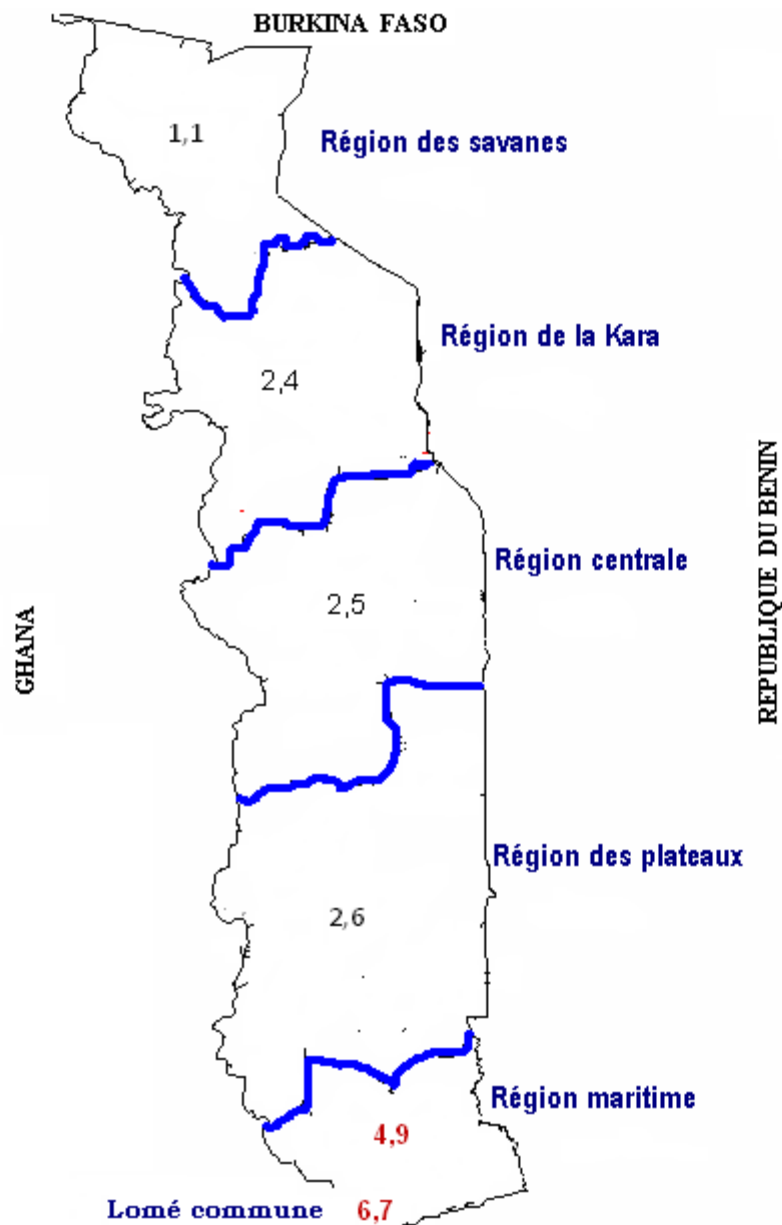 BURKINA FASO
1,1
Région des savanes
Région de la Kara
2,4
REPUBLIQUE DU BENIN
Région centrale
2,5
GHANA
Région des plateaux
2,6
Région maritime
4,9
Lomé commune 6,7